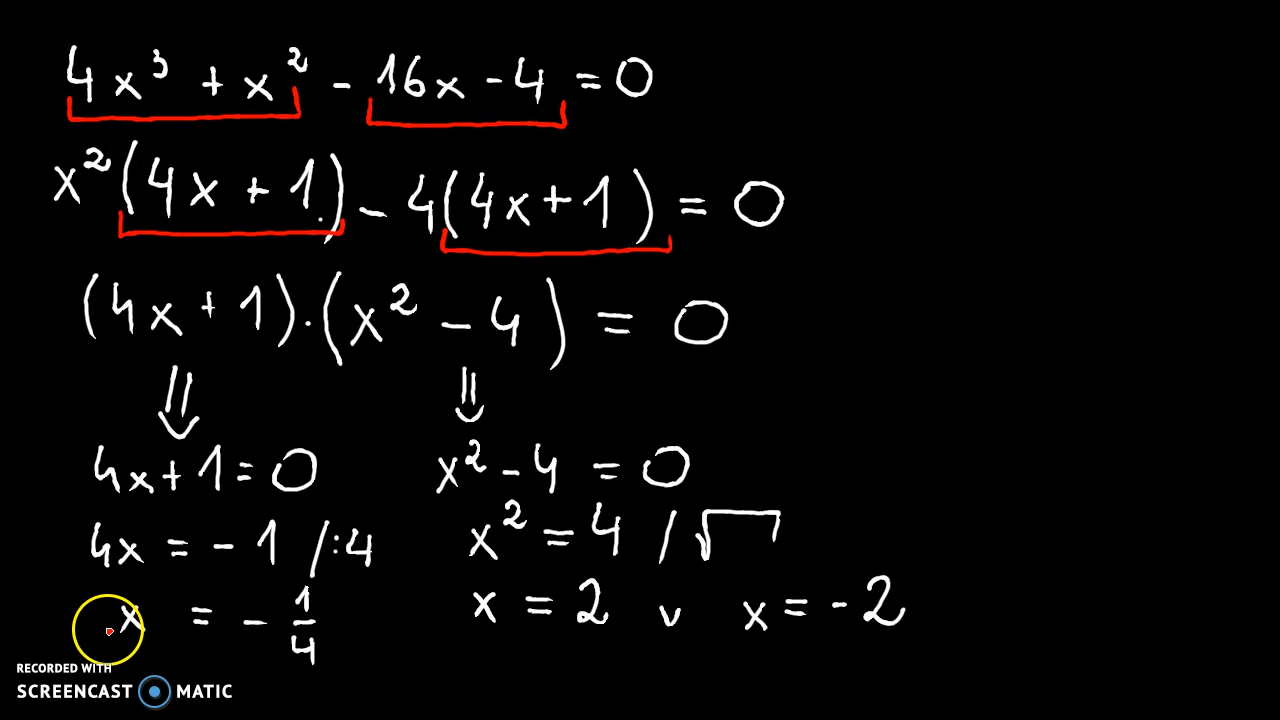 4x³ + x² - 16x - 4 = 0
x²(4x + 1) - 4(4x + 1) = 0
(4x + 1) · (x² - 4) = 0
⇓ ⇓
4x + 1 = 0 x² - 4 = 0
4x = - 1 /:4 x² = 4 /√
x = - 1/4 x = 2 v x = - 2
RECORDED WITH
SCREENCAST MATIC